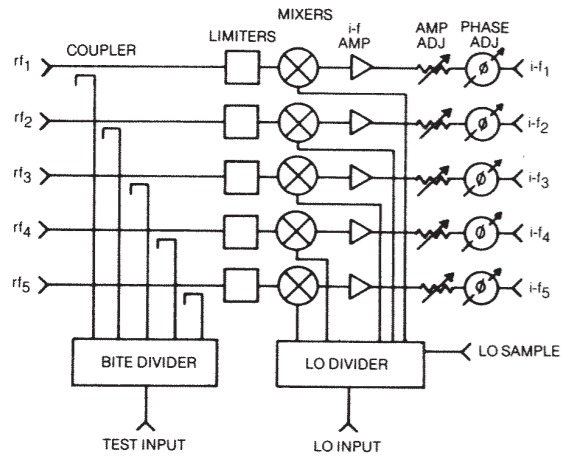 MIXERS
COUPLER LIMITERS i-f AMP AMP ADJ PHASE ADJ
rf1 i-f1
rf2 i-f2
rf3 i-f3
rf4 i-f4
rf5 i-f5
BITE DIVIDER LO DIVIDER LO SAMPLE
TEST INPUT LO INPUT